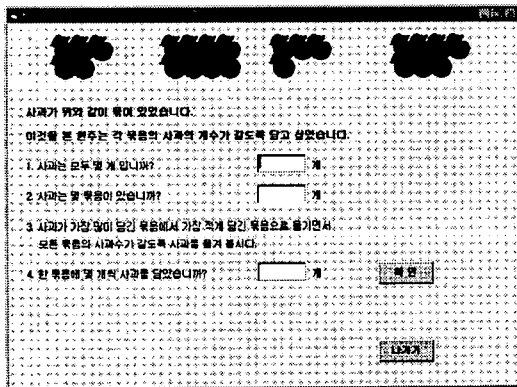 사과가 위와 같이 묶여 있었습니다.
이것을 본 현주는 각 묶음의 사과의 개수가 같도록 담고 싶었습니다.
1. 사과는 모두 몇 개 입니까? 개
2. 사과는 몇 묶음이 있습니까? 개
3. 사과가 가장 많이 담긴 묶음에서 가장 적게 담긴 묶음으로 옮기면서
모든 묶음의 사과수가 같도록 사과를 옮겨 봅시다.
4. 한 묶음에 몇 개씩 사과를 담았습니까? 개 확인
나가기